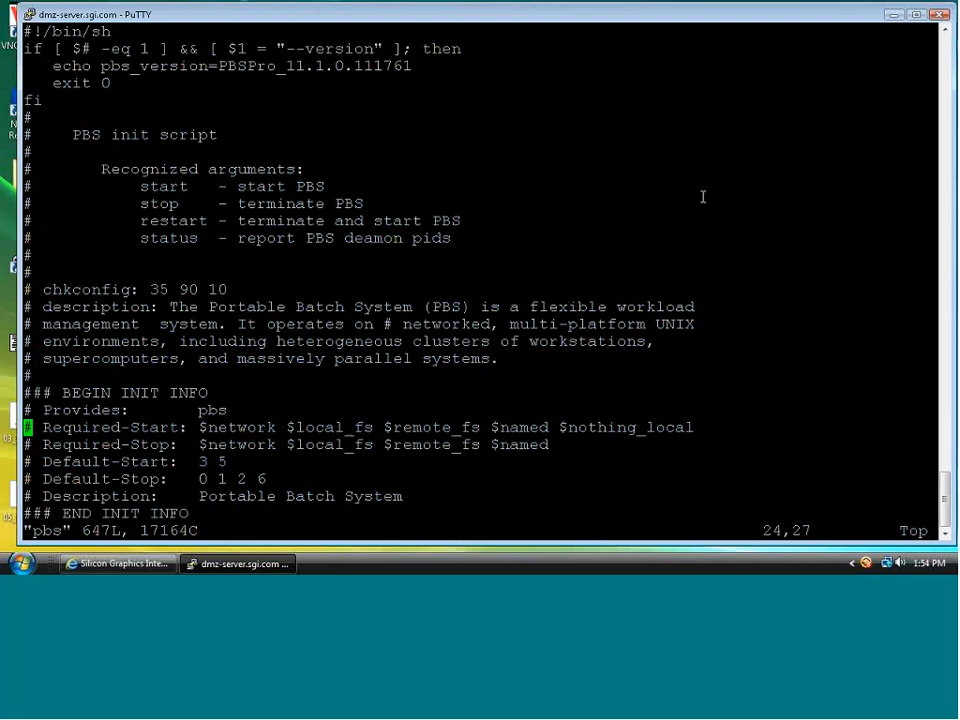 dmz-server.sgi.com - PuTTY
#!/bin/sh
if [ $# -eq 1 ] && [ $1 = "--version" ]; then
echo pbs_version=PBSPro_11.1.0.111761
exit 0
fi
#
# PBS init script
#
# Recognized arguments:
# start - start PBS
# stop - terminate PBS
# restart - terminate and start PBS
# status - report PBS deamon pids
#
#
# chkconfig: 35 90 10
# description: The Portable Batch System (PBS) is a flexible workload
# management system. It operates on # networked, multi-platform UNIX
# environments, including heterogeneous clusters of workstations,
# supercomputers, and massively parallel systems.
#
### BEGIN INIT INFO
# Provides: pbs
# Required-Start: $network $local_fs $remote_fs $named $nothing_local
# Required-Stop: $network $local_fs $remote_fs $named
# Default-Start: 3 5
# Default-Stop: 0 1 2 6
# Description: Portable Batch System
### END INIT INFO
"pbs" 647L, 17164C 24,27 Top
Silicon Graphics Inte... dmz-server.sgi.com ... 1:54 PM